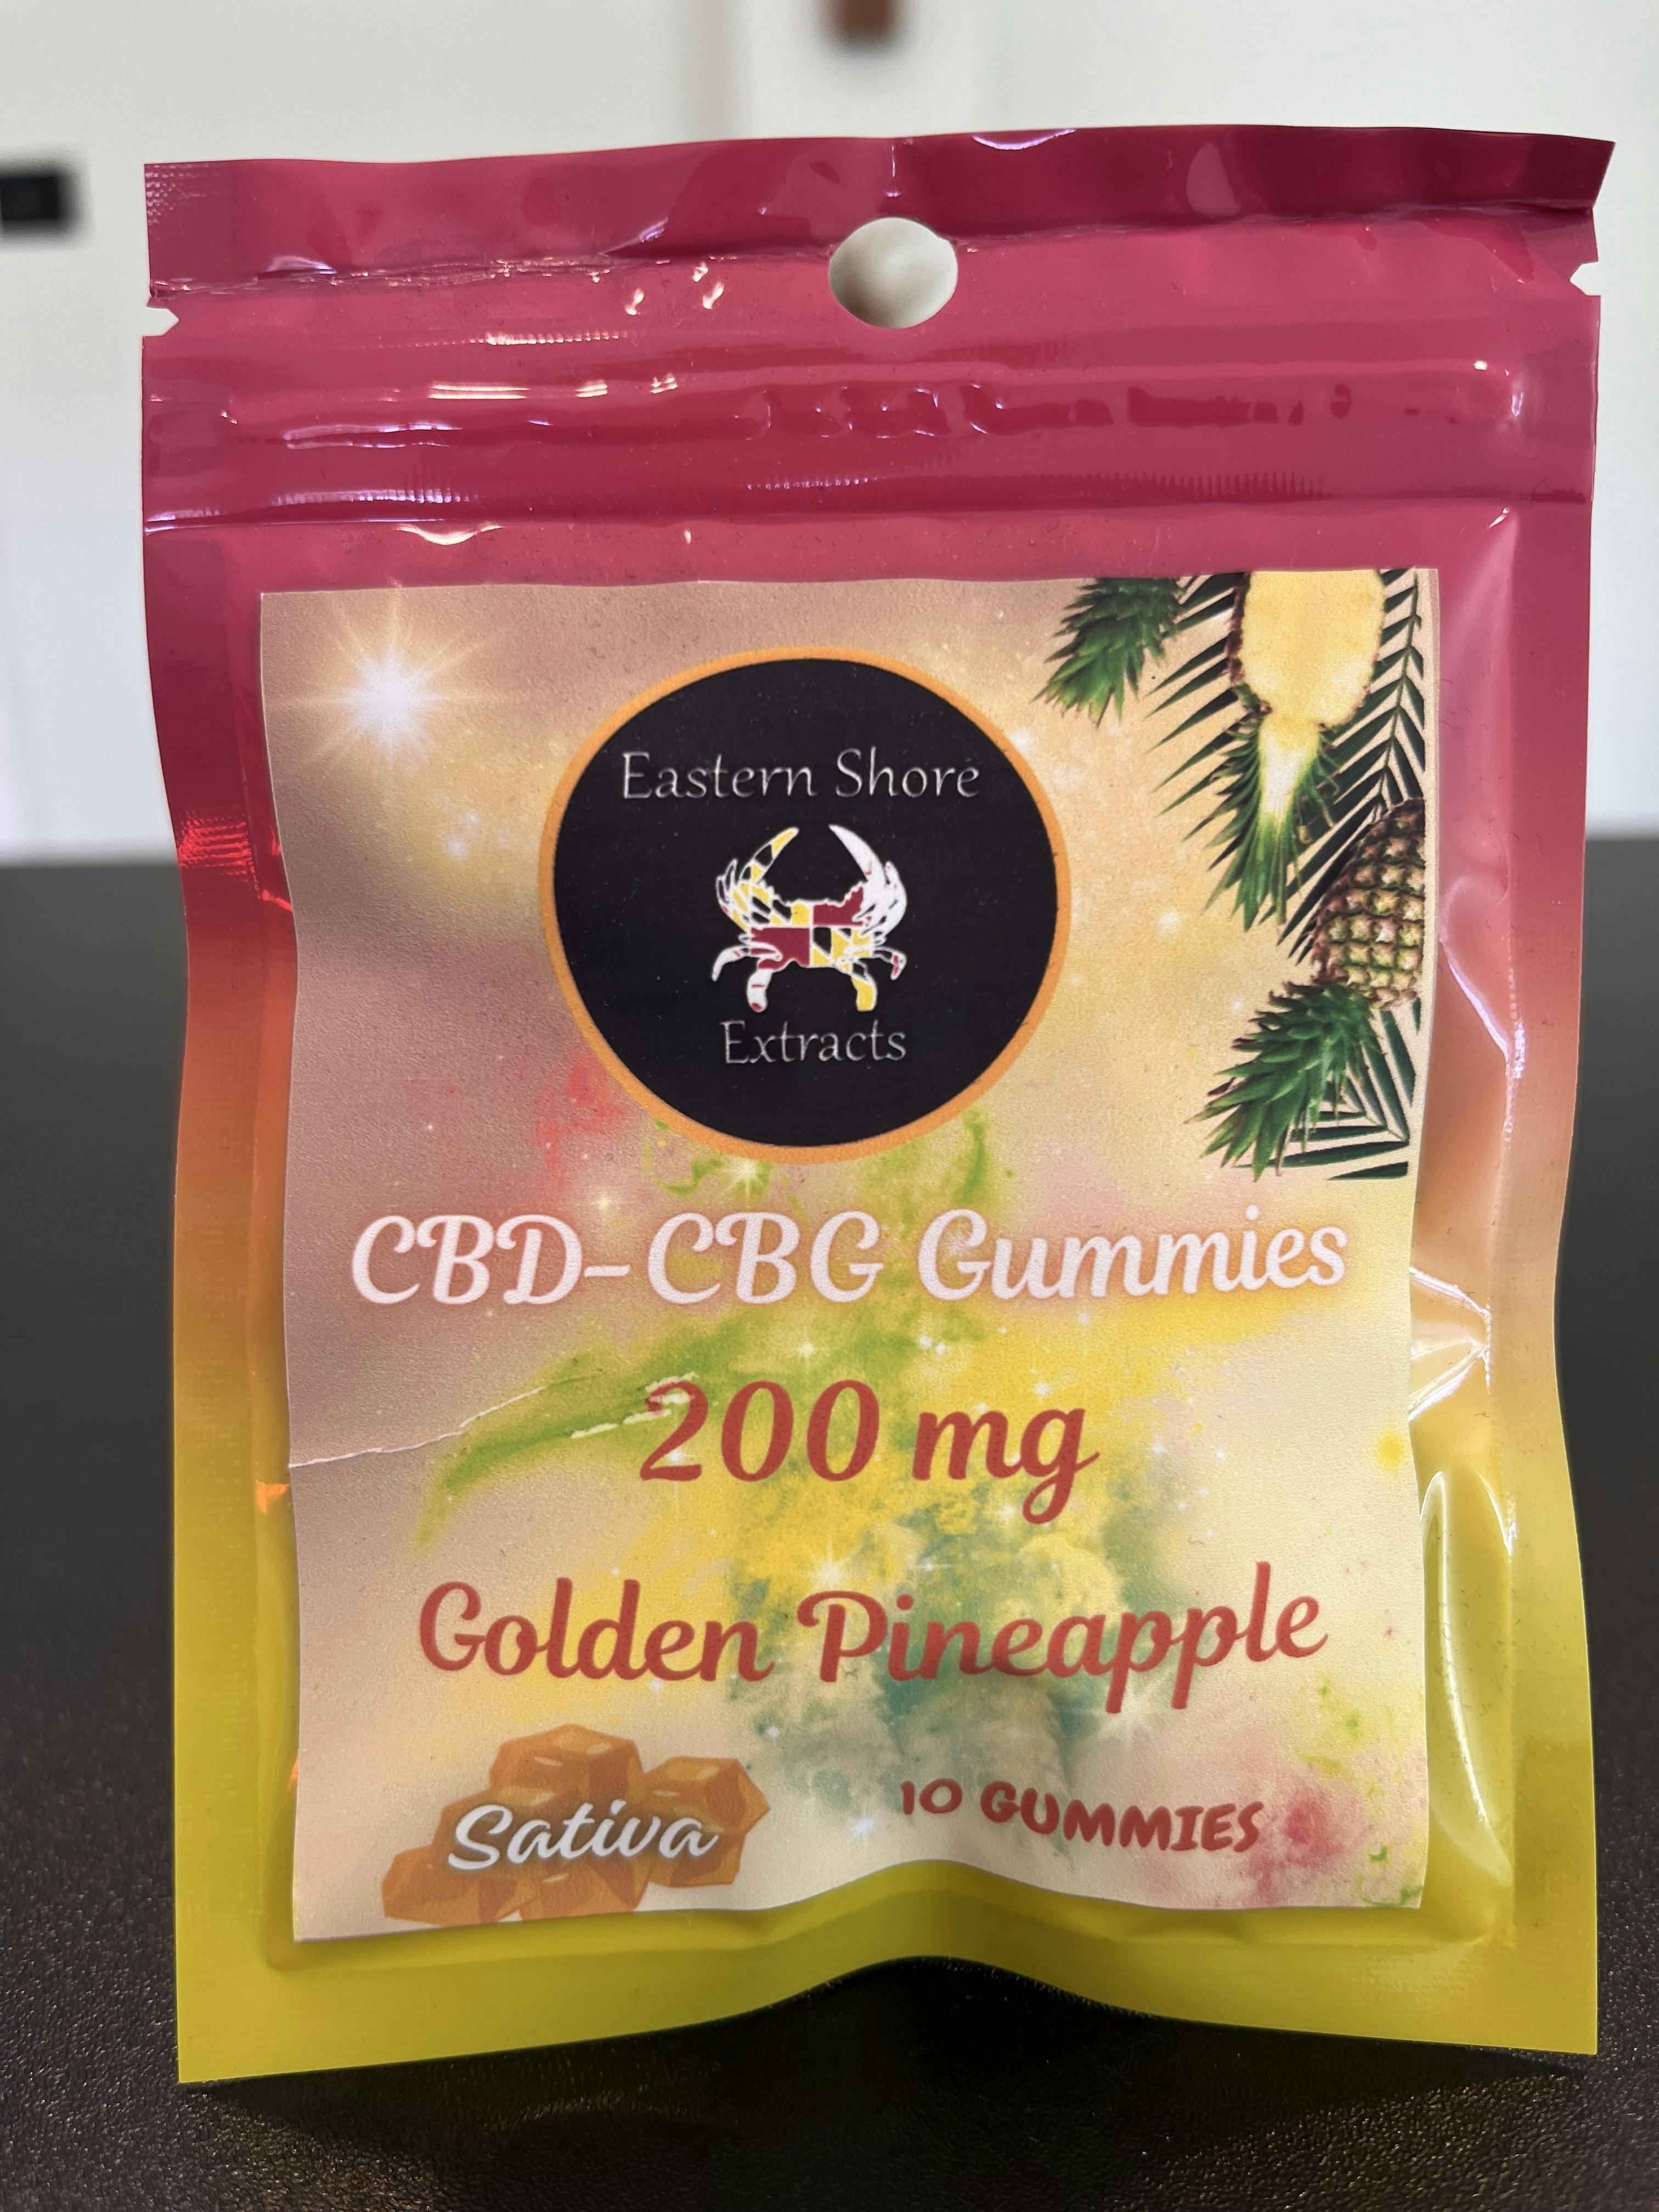 Eastern Shore
Extracts
CBD-CBG Gummies
200 mg
Golden Pineapple
Sativa
10 GUMMIES